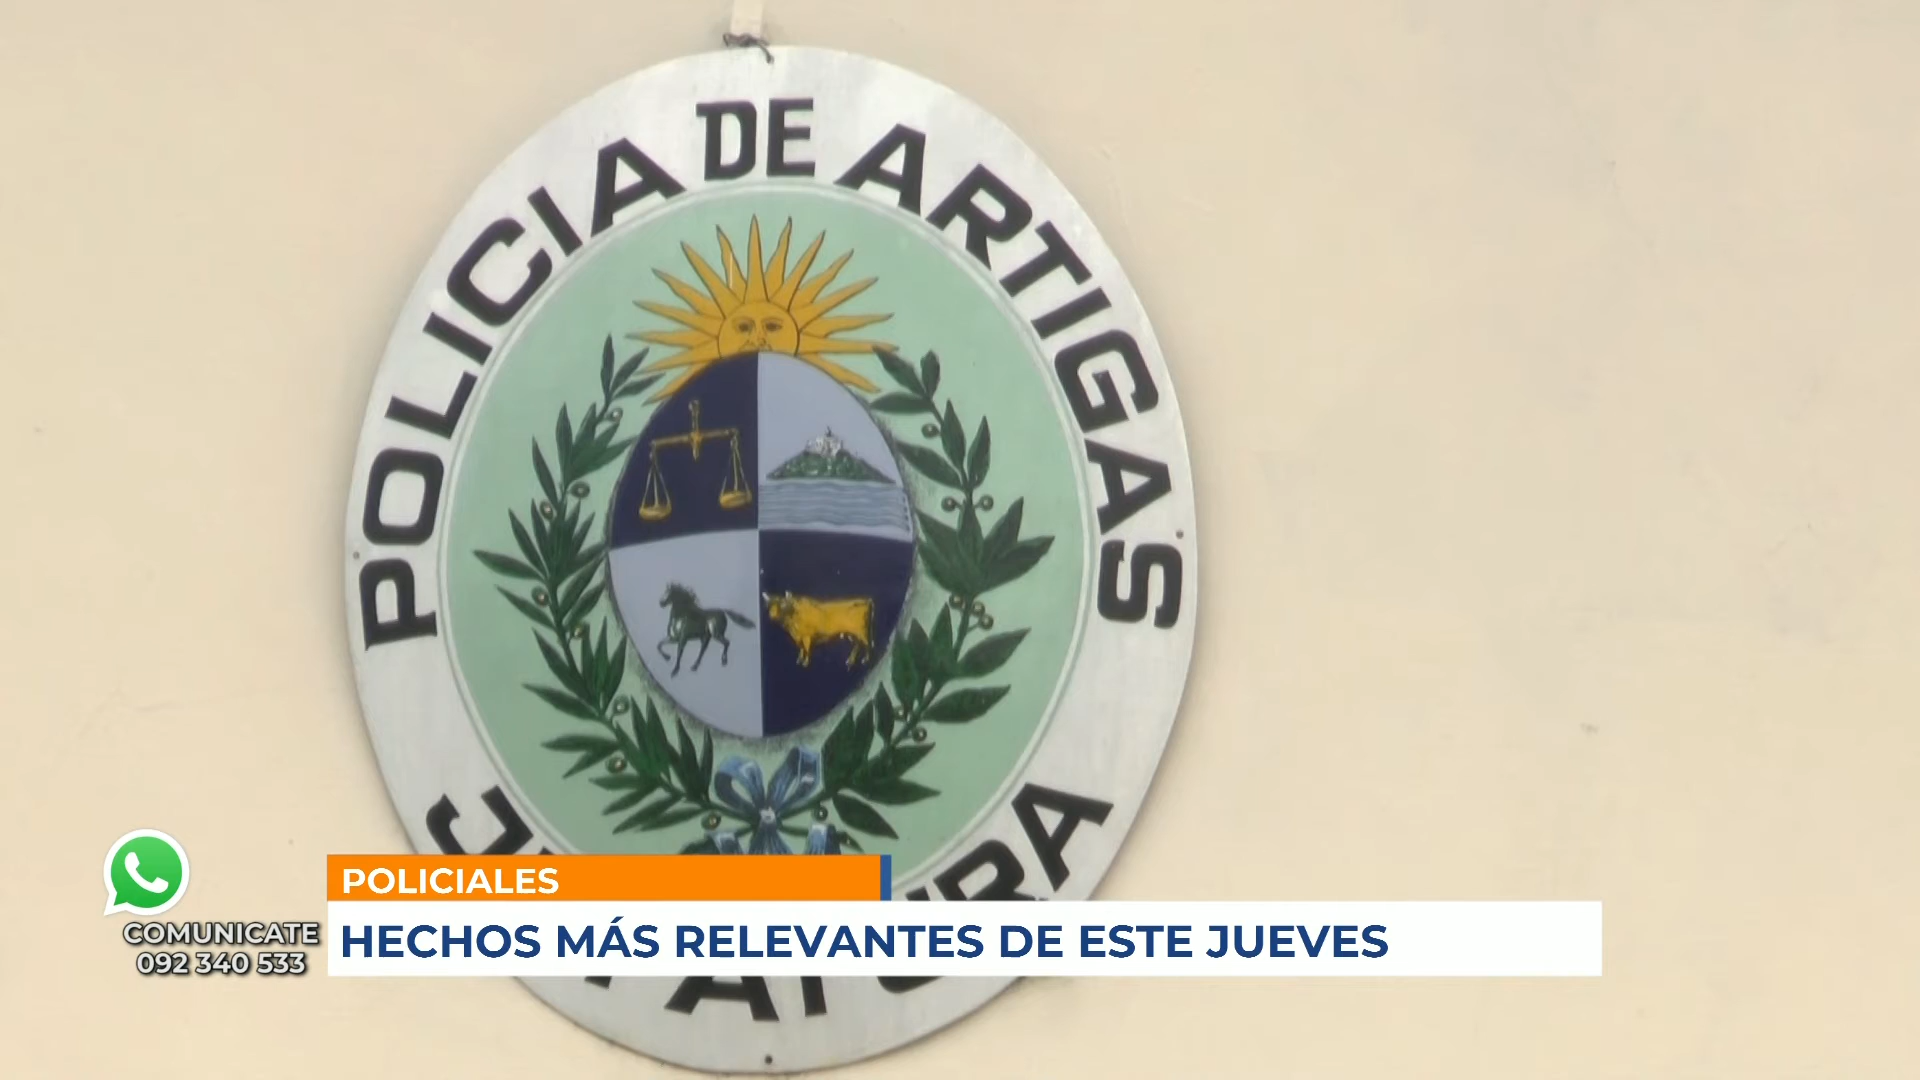 POLICIA DE ARTIGAS
POLICIALES
HECHOS MÁS RELEVANTES DE ESTE JUEVES
COMUNICATE
092 340 533